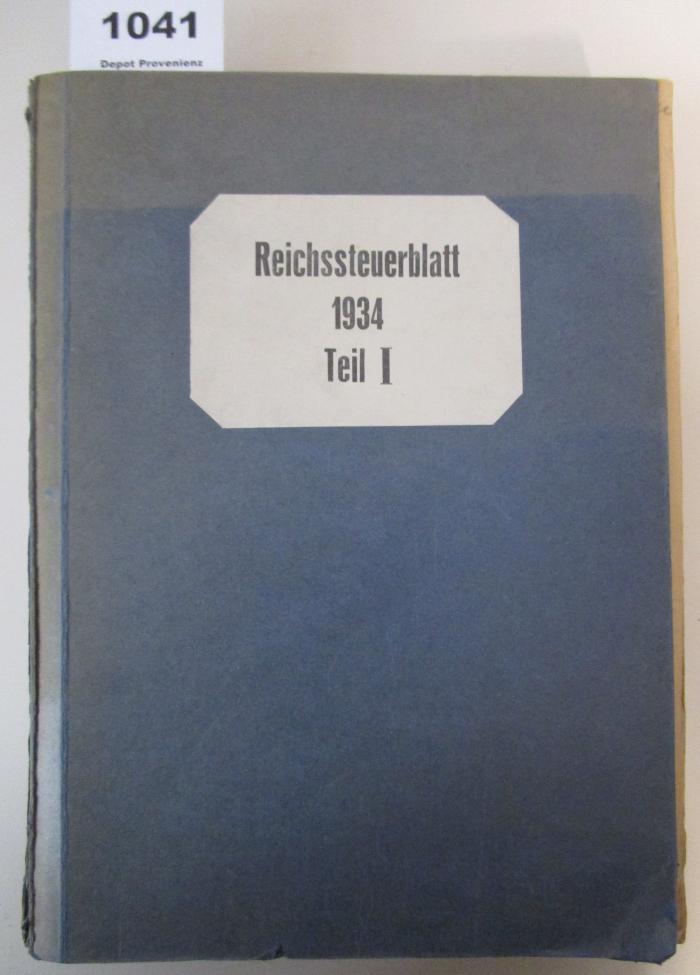 1041
Depot Provenienz
Reichssteuerblatt
1934
Teil I